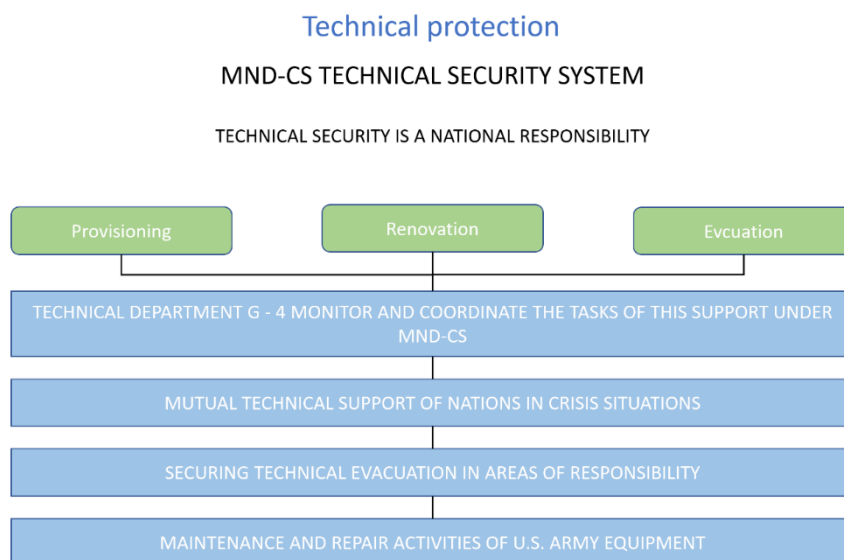 Technical protection
MND-CS TECHNICAL SECURITY SYSTEM
TECHNICAL SECURITY IS A NATIONAL RESPONSIBILITY
Provisioning
Renovation
Evcuation
TECHNICAL DEPARTMENT G - 4 MONITOR AND COORDINATE THE TASKS OF THIS SUPPORT UNDER
MND-CS
MUTUAL TECHNICAL SUPPORT OF NATIONS IN CRISIS SITUATIONS
SECURING TECHNICAL EVACUATION IN AREAS OF RESPONSIBILITY
MAINTENANCE AND REPAIR ACTIVITIES OF U.S. ARMY EQUIPMENT